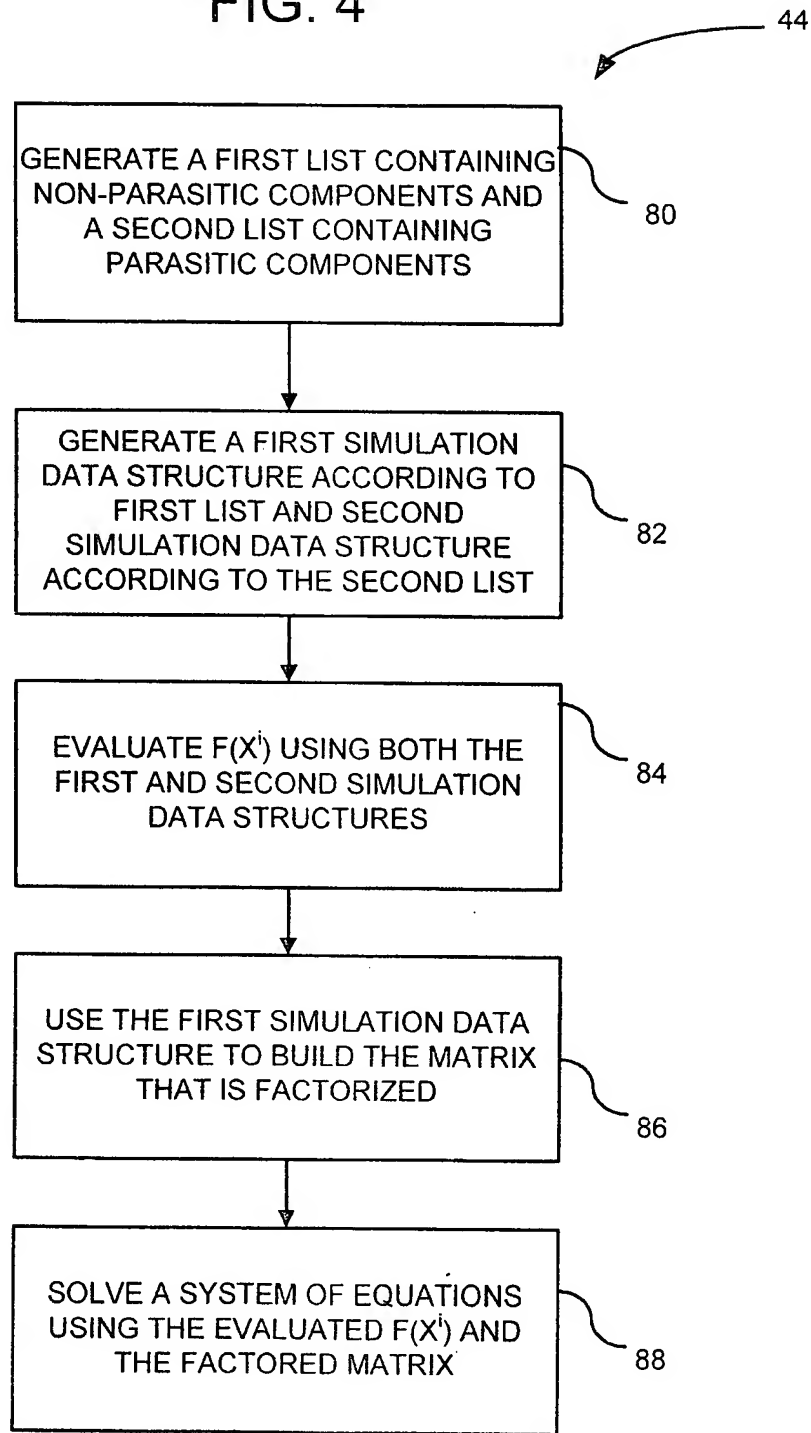 FIG. 4
44
GENERATE A FIRST LIST CONTAINING
NON-PARASITIC COMPONENTS AND
A SECOND LIST CONTAINING
PARASITIC COMPONENTS
80
GENERATE A FIRST SIMULATION
DATA STRUCTURE ACCORDING TO
FIRST LIST AND SECOND
SIMULATION DATA STRUCTURE
ACCORDING TO THE SECOND LIST
82
EVALUATE F(Xⁱ) USING BOTH THE
FIRST AND SECOND SIMULATION
DATA STRUCTURES
84
USE THE FIRST SIMULATION DATA
STRUCTURE TO BUILD THE MATRIX
THAT IS FACTORIZED
86
SOLVE A SYSTEM OF EQUATIONS
USING THE EVALUATED F(Xⁱ) AND
THE FACTORED MATRIX
88